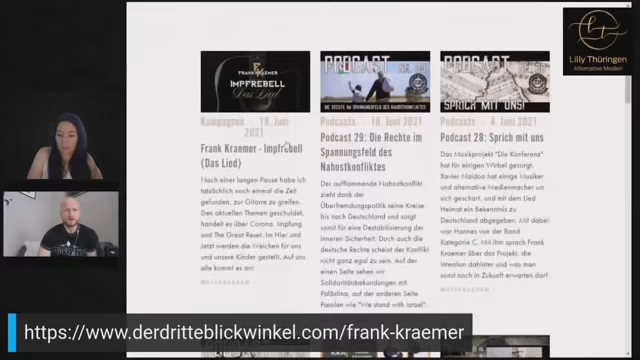 Lilly Thüringen
Alternative Medien
FRANK KRAEMER
IMPFREBELL
Das Lied
PODCAST
DIE RECHTE IM SPANNUNGSFELD DES NAHOSTKONFLIKTES
PODCAST
SPRICH MIT UNS!
Kampagnen - 18. Juni
2021
Frank Kraemer - Impfrebell
(Das Lied)
Nach einer langen Pause habe ich
tatsächlich noch einmal die Zeit
gefunden, zur Gitarre zu greifen.
Den aktuellen Themen geschuldet,
handelt es über Corona, Impfung
und The Great Reset. Im Hier und
Jetzt werden die Weichen für uns
und unsere Kinder gestellt. Auf uns
alle kommt es an!
WEITERLESEN
Podcasts - 18. Juni 2021
Podcast 29: Die Rechte im
Spannungsfeld des
Nahostkonfliktes
Der aufflammende Nahostkonflikt
zieht dank der
Überfremdungspolitik seine Kreise
bis nach Deutschland und sorgt
somit für eine Destabilisierung der
inneren Sicherheit. Doch auch die
deutsche Rechte scheint der Konflikt
nicht ganz egal zu sein. Auf der
einen Seite sehen wir
Solidaritätsbekundungen mit
Palästina, auf der anderen Seite
Parolen wie "We stand with Israel".
Podcasts - 4. Juni 2021
Podcast 28: Sprich mit uns
Das Musikprojekt "Die Konferenz"
hat für einigen Wirbel gesorgt.
Xavier Naidoo hat einige Musiker
und alternative Medienmacher um
sich geschart, und mit dem Lied
Heimat ein Bekenntnis zu
Deutschland abgegeben. Mit dabei
war Hannes von der Band
Kategorie C. Mit ihm sprach Frank
Kraemer über das Projekt, die
Intention dahinter und was man
sonst noch in Zukunft erwarten darf.
WEITERLESEN
https://www.derdritteblickwinkel.com/frank-kraemer